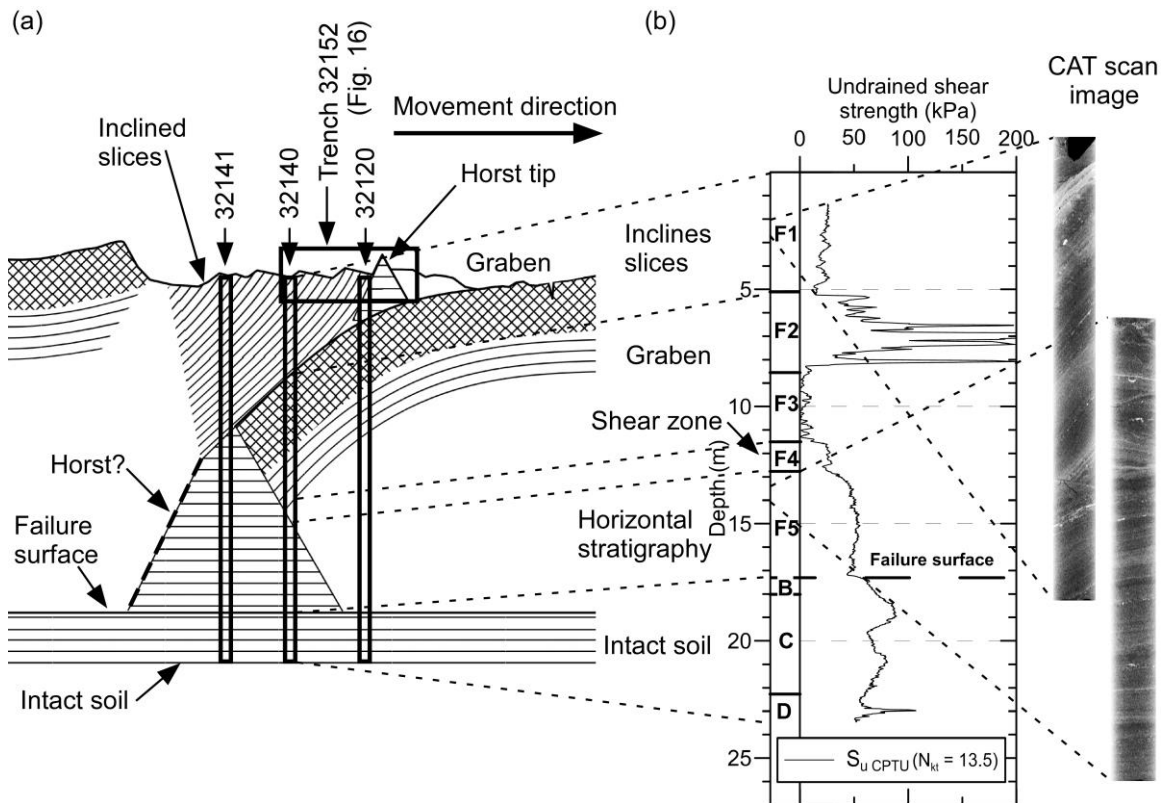 (a)
Trench 32152
(Fig. 16)
Movement direction
Inclined
slices
32141
32140
32120
Horst tip
Graben
Horst?
Failure
surface
Intact soil
(b)
Undrained shear
strength (kPa)
0 50 100 150 200
CAT scan
image
Inclines
slices
Graben
Shear zone
Horizontal
stratigraphy
Intact soil
Depth (m)
5
10
15
20
25
F1
F2
F3
F4
F5
B
C
D
Failure surface
Su CPTU (Nkt = 13.5)